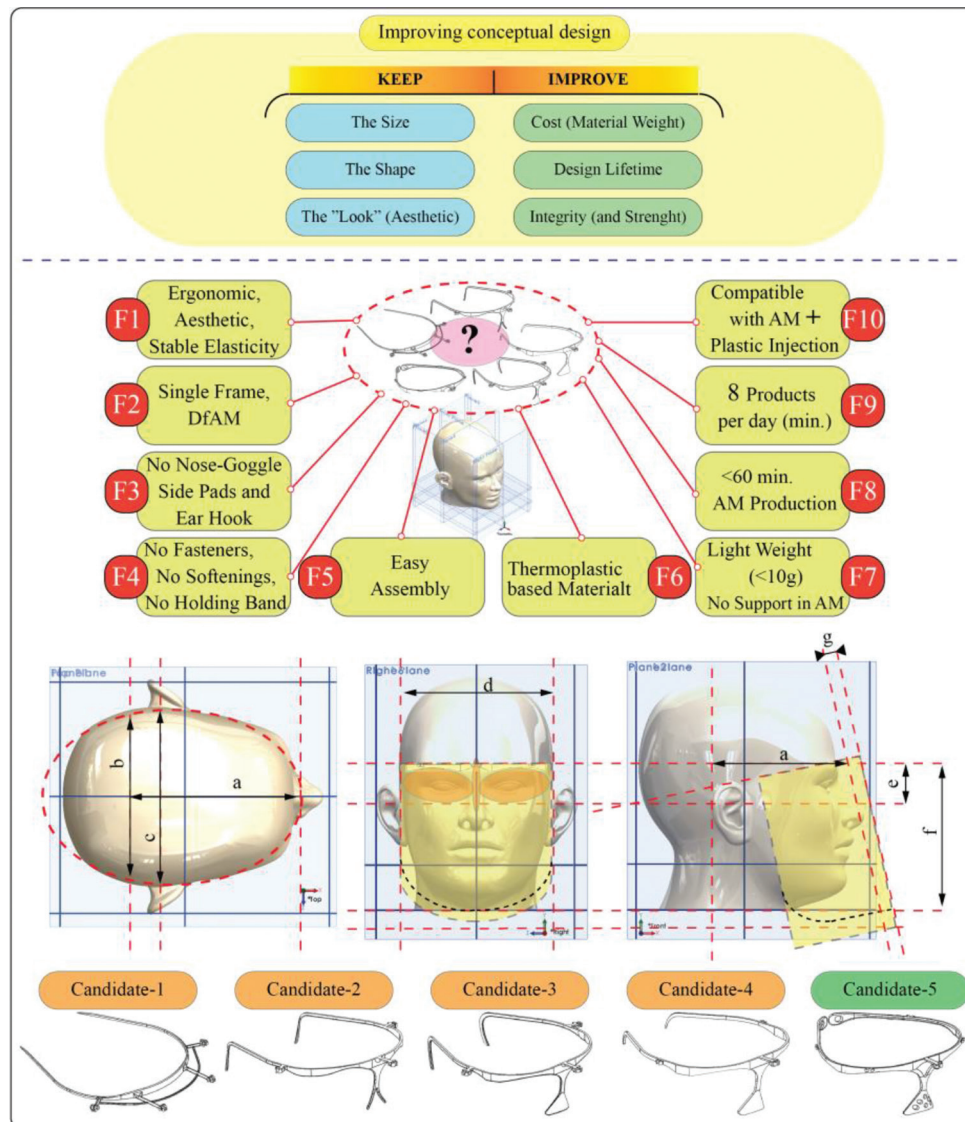 Improving conceptual design
KEEP
IMPROVE
The Size
Cost (Material Weight)
The Shape
Design Lifetime
The "Look" (Aesthetic)
Integrity (and Strenght)
F1
Ergonomic,
Aesthetic,
Stable Elasticity
?
Compatible
with AM +
Plastic Injection
F10
F2
Single Frame,
DfAM
8 Products
per day (min.)
F9
F3
No Nose-Goggle
Side Pads and
Ear Hook
<60 min.
AM Production
F8
F4
No Fasteners,
No Softenings,
No Holding Band
F5
Easy
Assembly
Thermoplastic
based Materialt
F6
Light Weight
(<10g)
No Support in AM
F7
g
d
a
b
c
a
e
f
*Top
*Right
*Front
Candidate-1
Candidate-2
Candidate-3
Candidate-4
Candidate-5